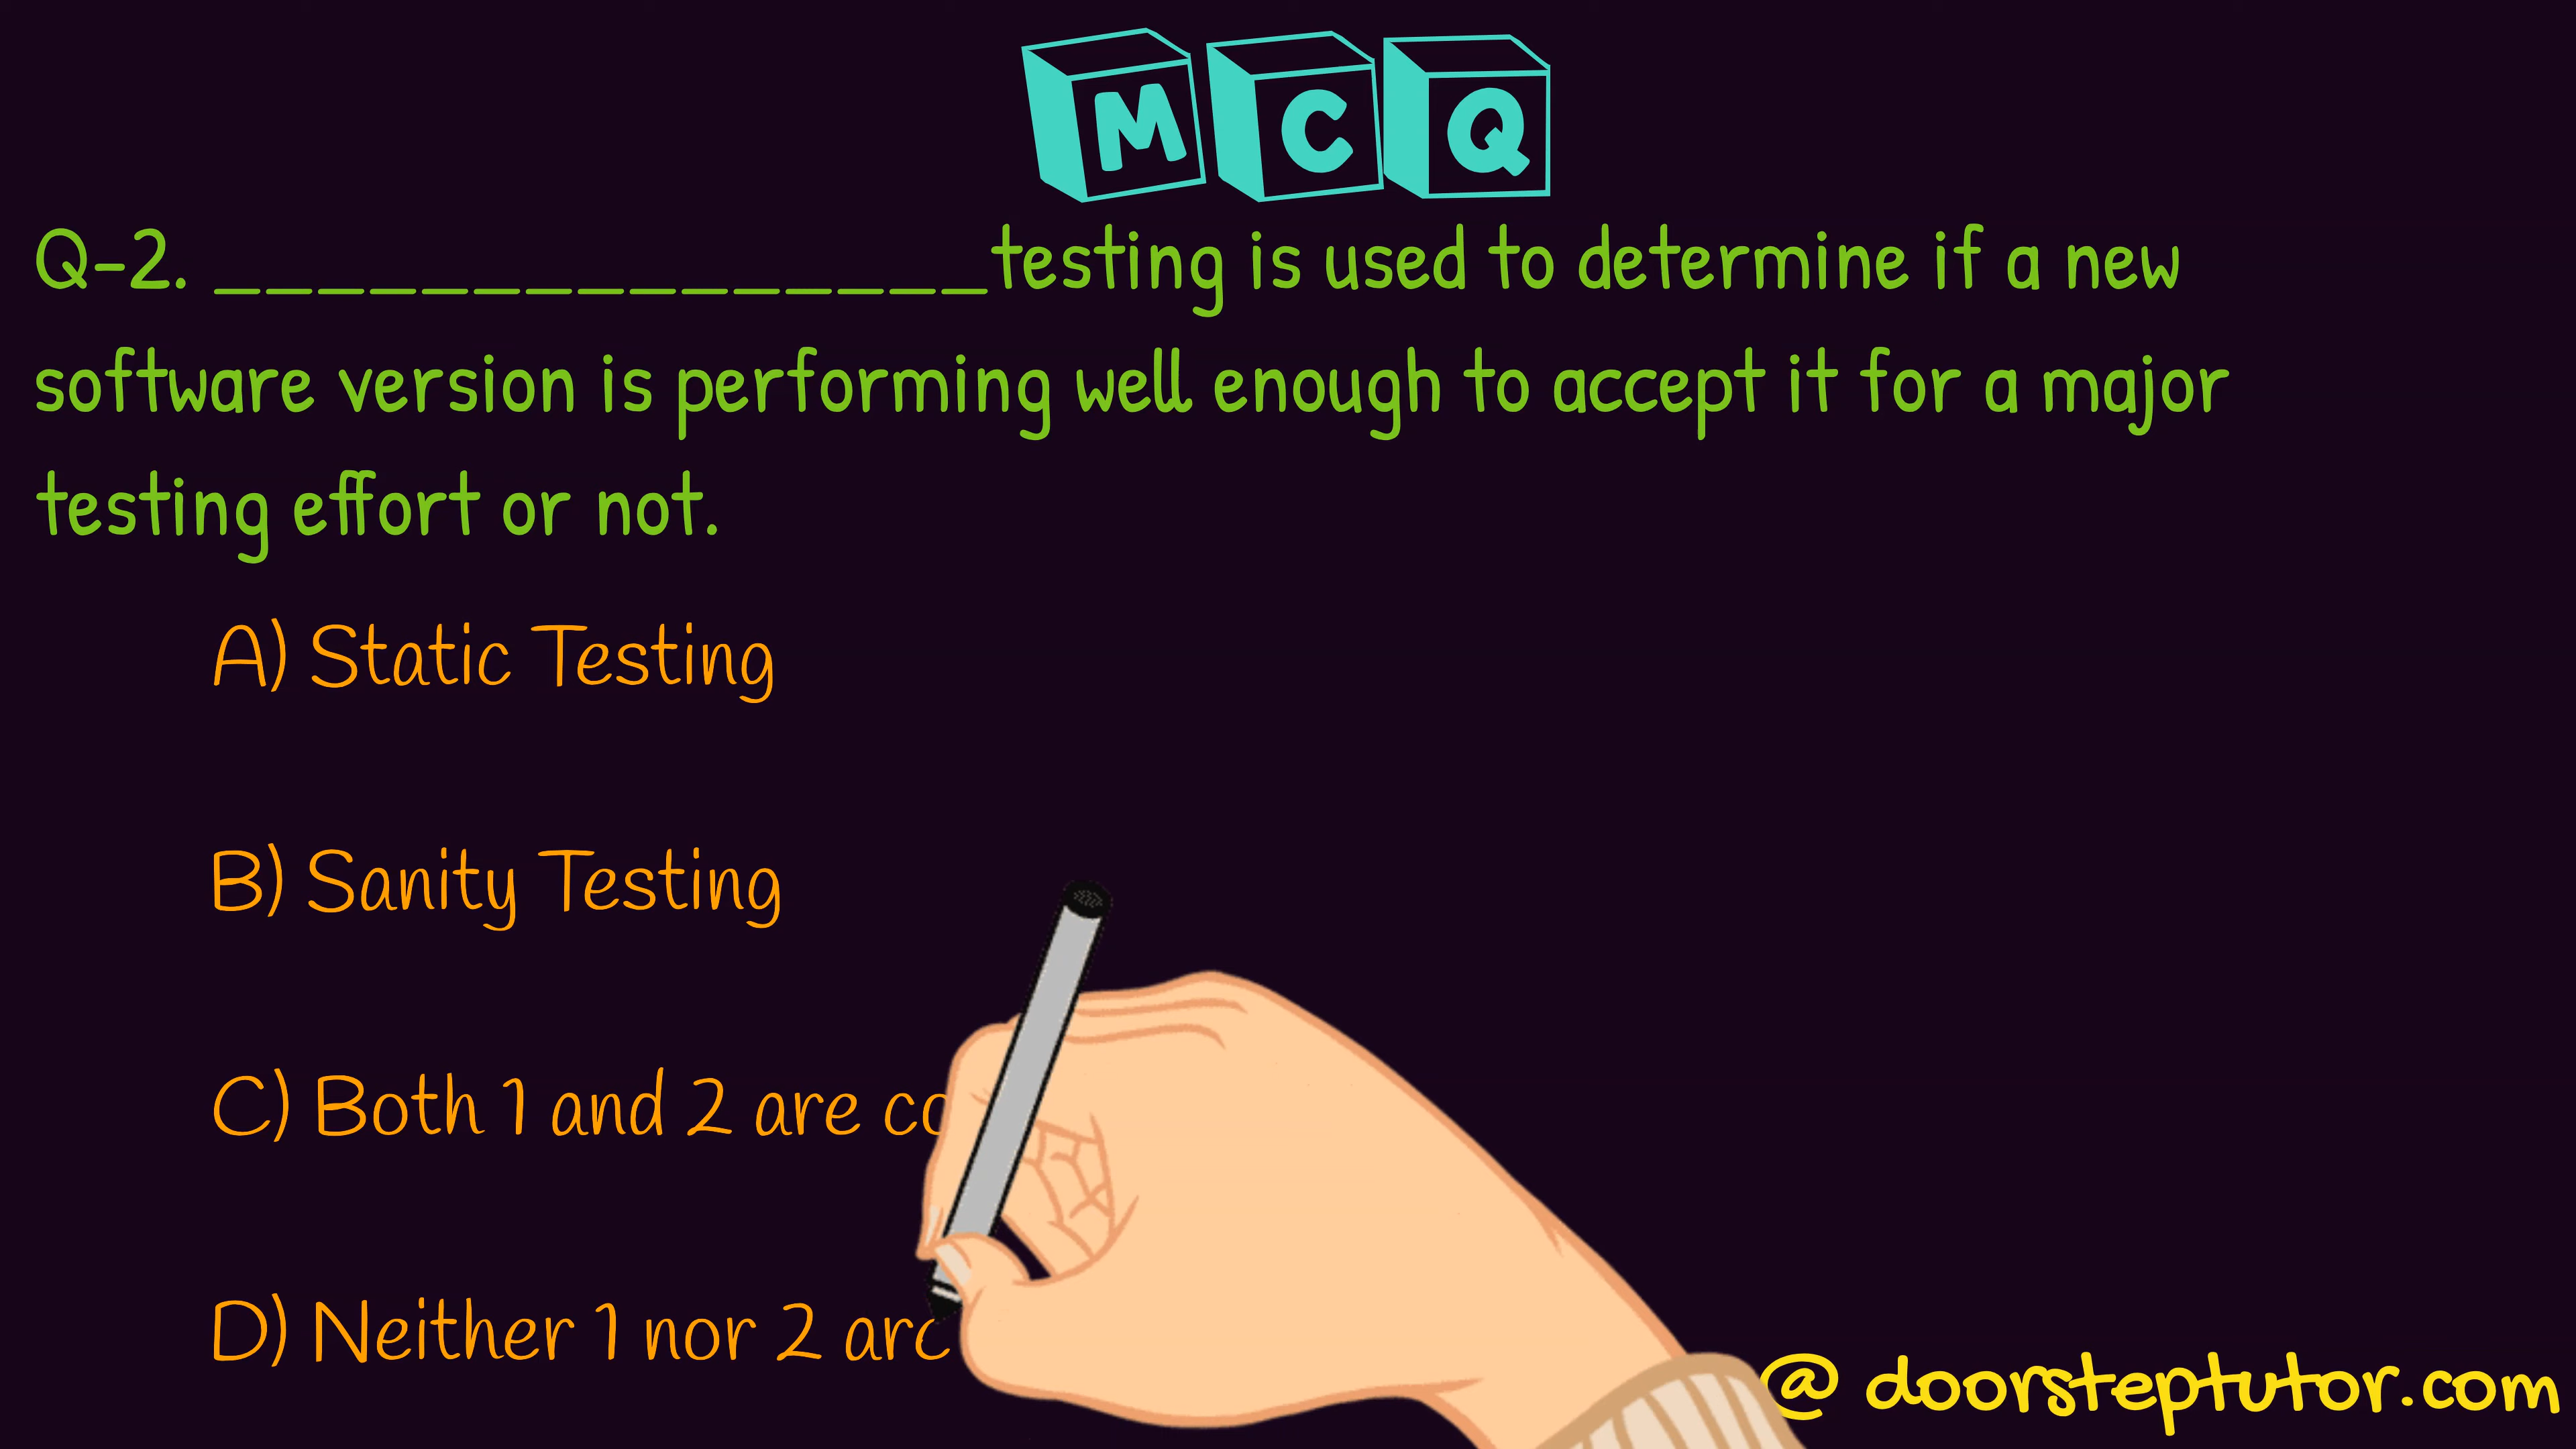 MCQ
Q-2. _______________testing is used to determine if a new
software version is performing well enough to accept it for a major
testing effort or not.
A) Static Testing
B) Sanity Testing
C) Both 1 and 2 are
D) Neither 1 nor 2
@ doorsteptutor.com